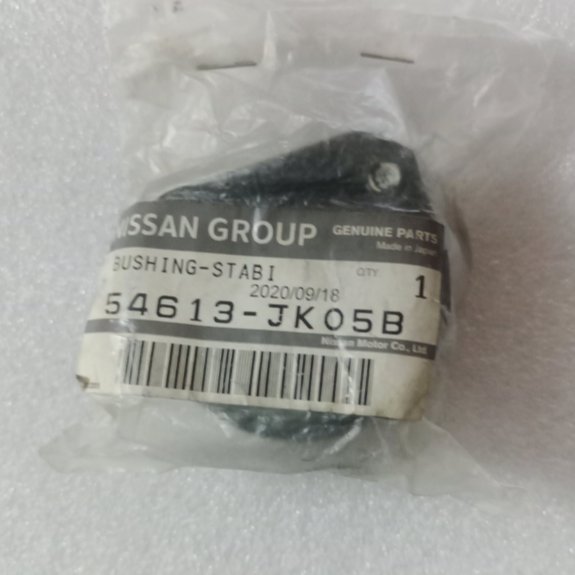 NISSAN GROUP
GENUINE PARTS
Made in Japan
BUSHING-STABI
QTY
1
2020/09/18
54613-JK05B
Nissan Motor Co., Ltd.